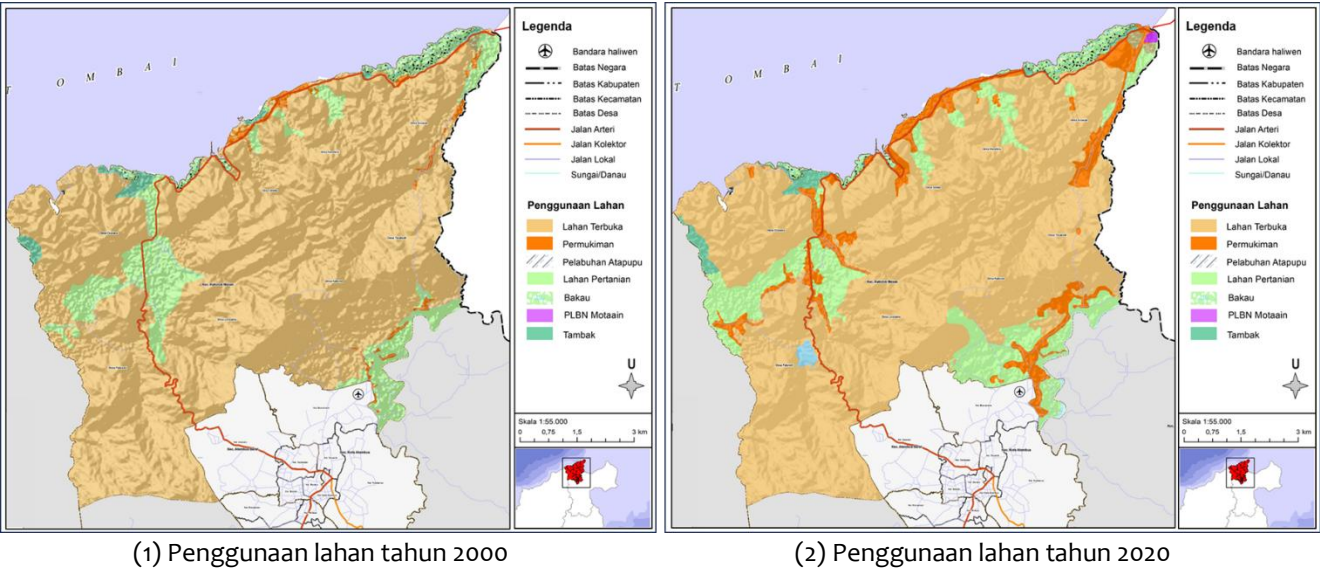 T OMBAI
Legenda
Bandara haliwen
Batas Negara
Batas Kabupaten
Batas Kecamatan
Batas Desa
Jalan Arteri
Jalan Kolektor
Jalan Lokal
Sungai/Danau
Penggunaan Lahan
Lahan Terbuka
Permukiman
Pelabuhan Atapupu
Lahan Pertanian
Bakau
PLBN Motaain
Tambak
U
Skala 1:55.000
0 0,75 1,5 3 km
(1) Penggunaan lahan tahun 2000
T OMBAI
Legenda
Bandara haliwen
Batas Negara
Batas Kabupaten
Batas Kecamatan
Batas Desa
Jalan Arteri
Jalan Kolektor
Jalan Lokal
Sungai/Danau
Penggunaan Lahan
Lahan Terbuka
Permukiman
Pelabuhan Atapupu
Lahan Pertanian
Bakau
PLBN Motaain
Tambak
U
Skala 1:55.000
0 0,75 1,5 3 km
(2) Penggunaan lahan tahun 2020